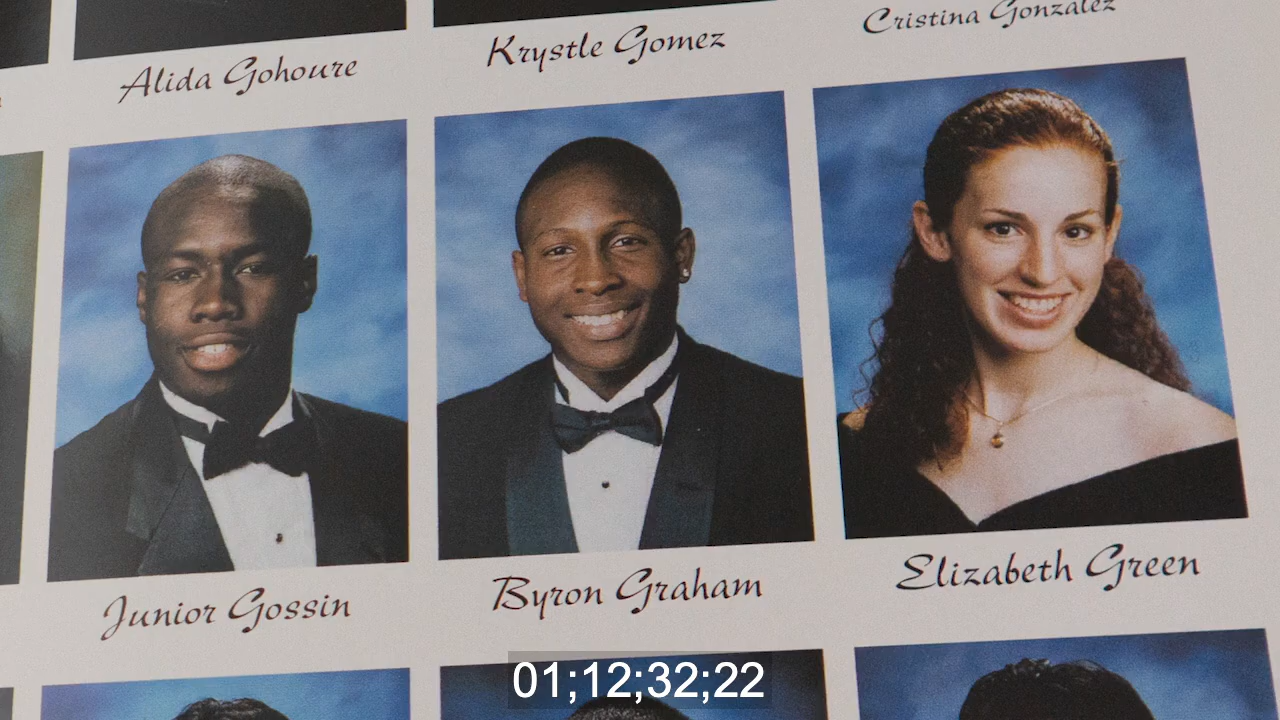 Alida Gohoure
Krystle Gomez
Cristina Gonzalez
Junior Gossin
Byron Graham
Elizabeth Green
01;12;32;22